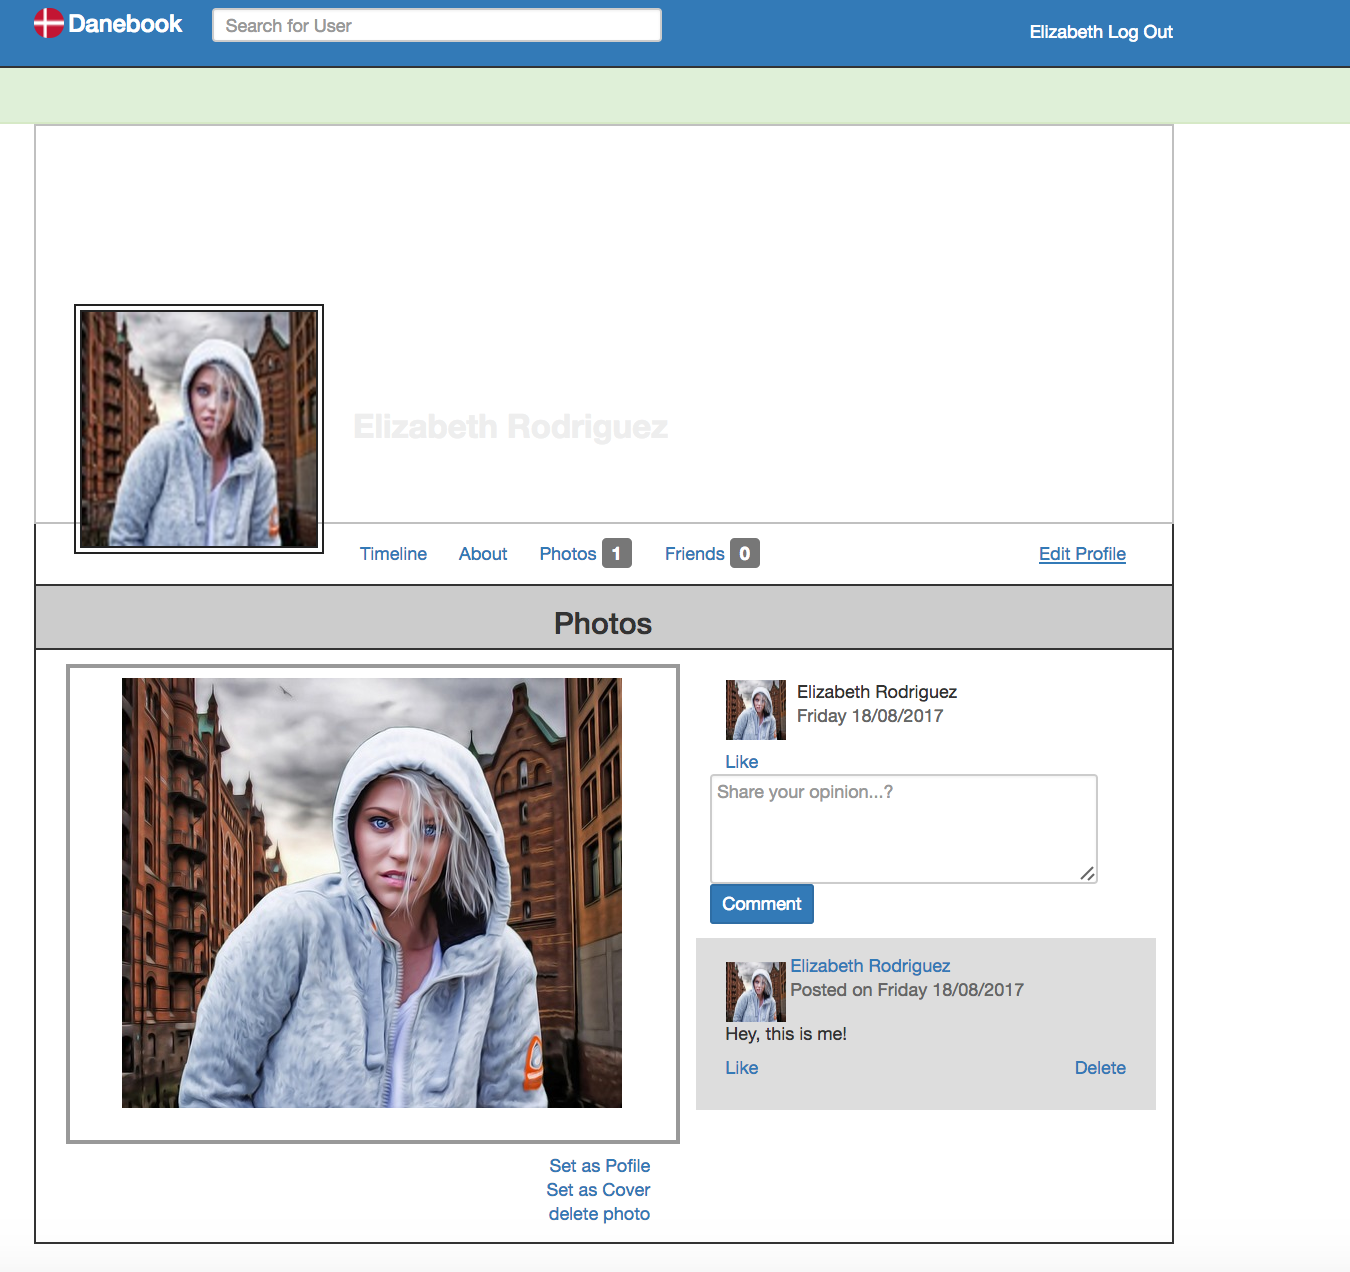 Danebook
Search for User
Elizabeth Log Out
Elizabeth Rodriguez
Timeline About Photos 1 Friends 0 Edit Profile
Photos
Elizabeth Rodriguez
Friday 18/08/2017
Like
Share your opinion...?
Comment
Elizabeth Rodriguez
Posted on Friday 18/08/2017
Hey, this is me!
Like Delete
Set as Pofile
Set as Cover
delete photo